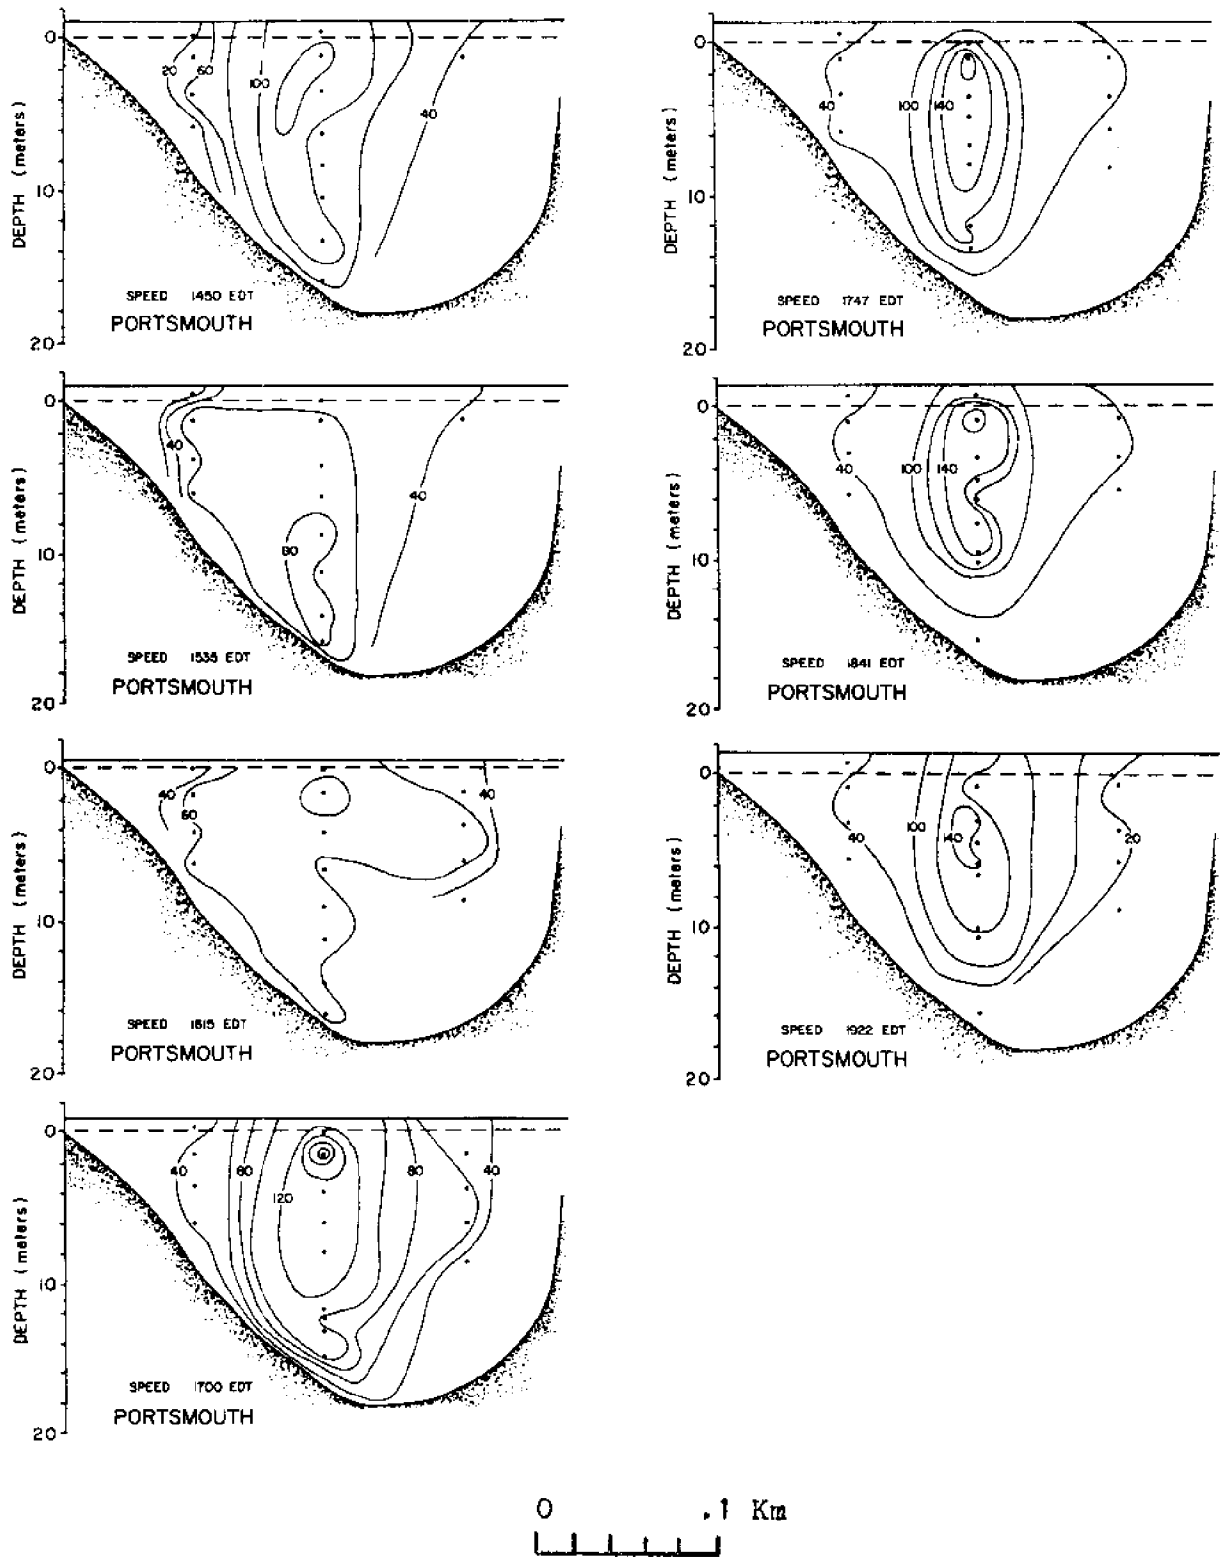 0
20
60
100
40
10
DEPTH (meters)
SPEED 1450 EDT
PORTSMOUTH
20
0
40
40
80
10
DEPTH (meters)
SPEED 1535 EDT
PORTSMOUTH
20
0
40
60
40
10
DEPTH (meters)
SPEED 1615 EDT
PORTSMOUTH
20
0
40
80
120
80
40
10
DEPTH (meters)
SPEED 1700 EDT
PORTSMOUTH
20
0
40
100
140
40
10
DEPTH (meters)
SPEED 1747 EDT
PORTSMOUTH
20
0
40
100
140
40
10
DEPTH (meters)
SPEED 1841 EDT
PORTSMOUTH
20
0
40
100
140
20
10
DEPTH (meters)
SPEED 1922 EDT
PORTSMOUTH
20
0 .1 Km